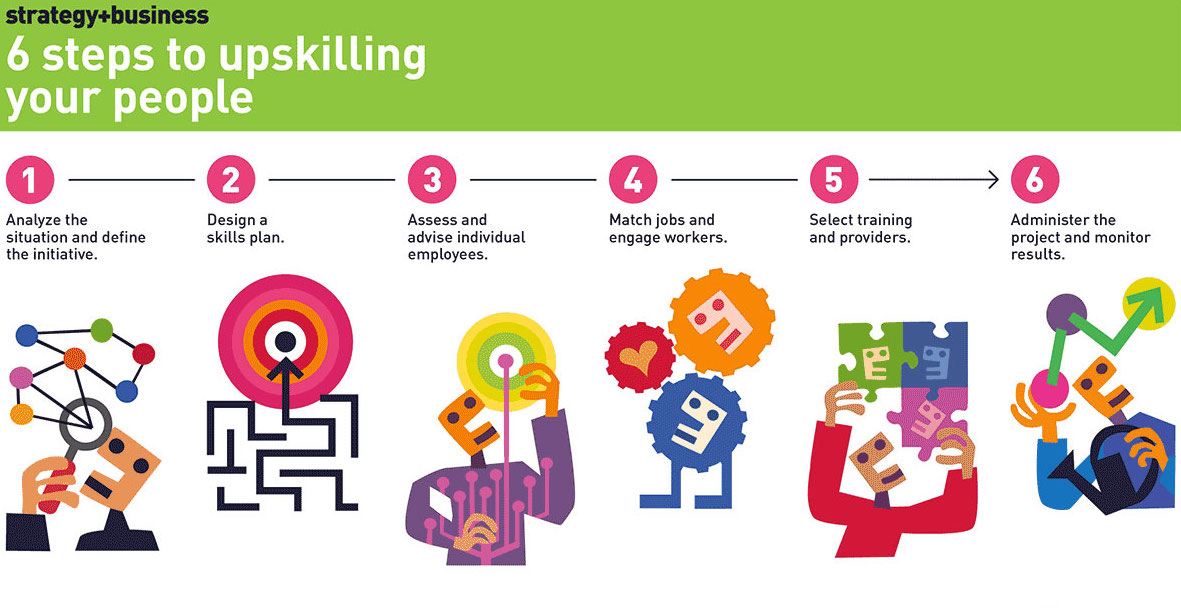 strategy+business
6 steps to upskilling
your people
1
Analyze the
situation and define
the initiative.
2
Design a
skills plan.
3
Assess and
advise individual
employees.
4
Match jobs and
engage workers.
5
Select training
and providers.
6
Administer the
project and monitor
results.